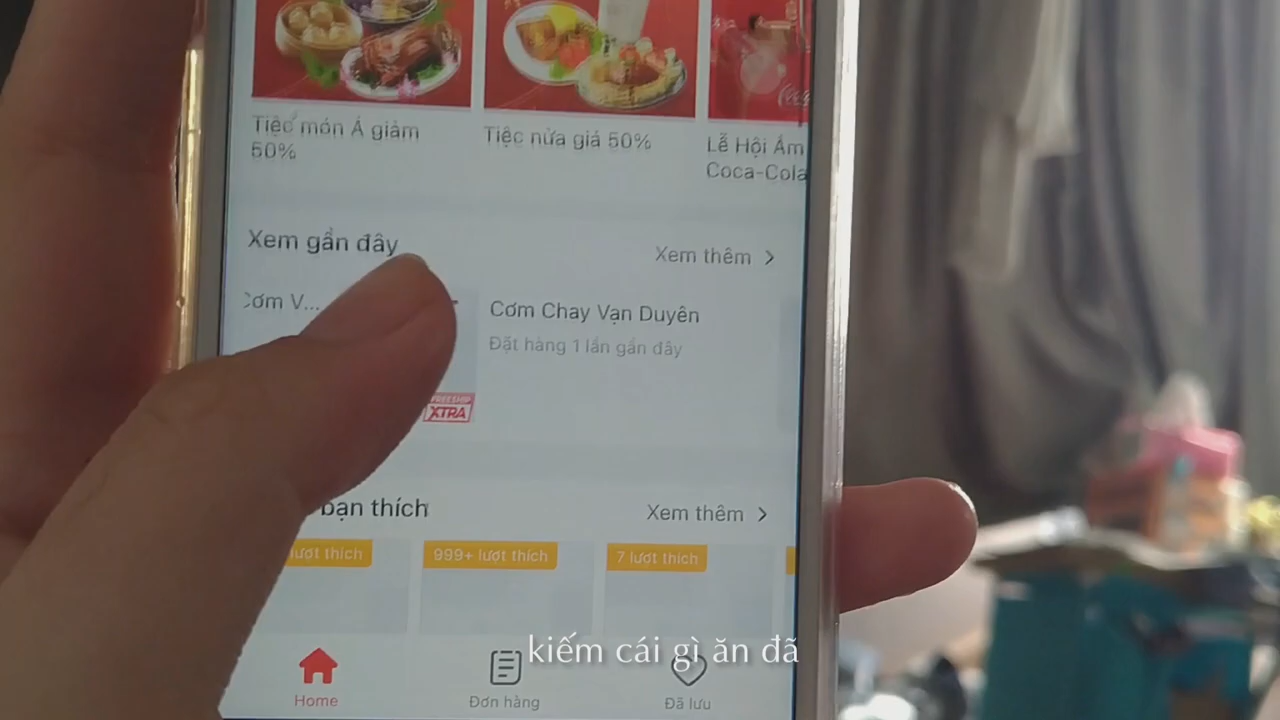 Tiệc món Á giảm
50%
Tiệc nửa giá 50%
Lễ Hội Ẩm
Coca-Cola
Xem gần đây
Xem thêm >
Cơm V...
Cơm Chay Vạn Duyên
Đặt hàng 1 lần gần đây
FREESHIP
XTRA
bạn thích
Xem thêm >
lượt thích
999+ lượt thích
7 lượt thích
kiếm cái gì ăn đã
Home
Đơn hàng
Đã lưu